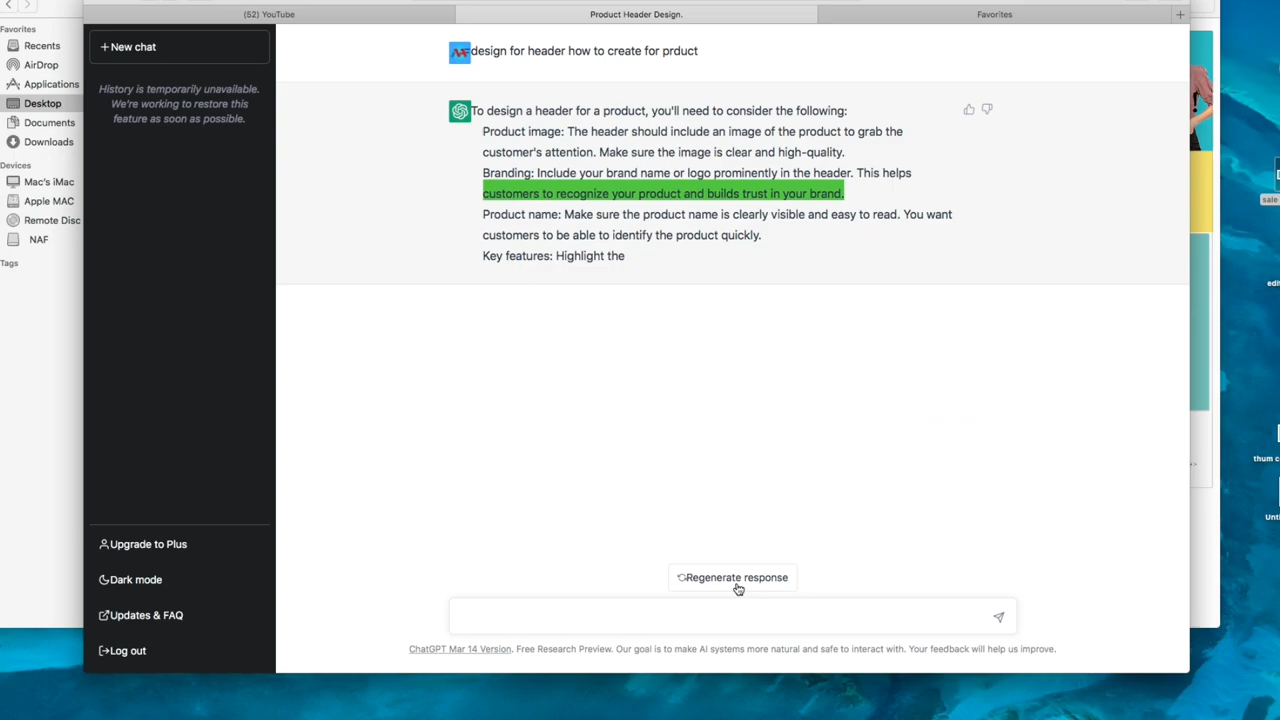 (52) YouTube
Product Header Design.
Favorites
Favorites
Recents
AirDrop
Applications
Desktop
Documents
Downloads
Devices
Mac's iMac
Apple MAC
Remote Disc
NAF
Tags
+ New chat
History is temporarily unavailable.
We're working to restore this
feature as soon as possible.
Upgrade to Plus
Dark mode
Updates & FAQ
Log out
design for header how to create for prduct
To design a header for a product, you'll need to consider the following:
Product image: The header should include an image of the product to grab the
customer's attention. Make sure the image is clear and high-quality.
Branding: Include your brand name or logo prominently in the header. This helps
customers to recognize your product and builds trust in your brand.
Product name: Make sure the product name is clearly visible and easy to read. You want
customers to be able to identify the product quickly.
Key features: Highlight the
Regenerate response
ChatGPT Mar 14 Version. Free Research Preview. Our goal is to make AI systems more natural and safe to interact with. Your feedback will help us improve.
sale
edit
thum c
Unt